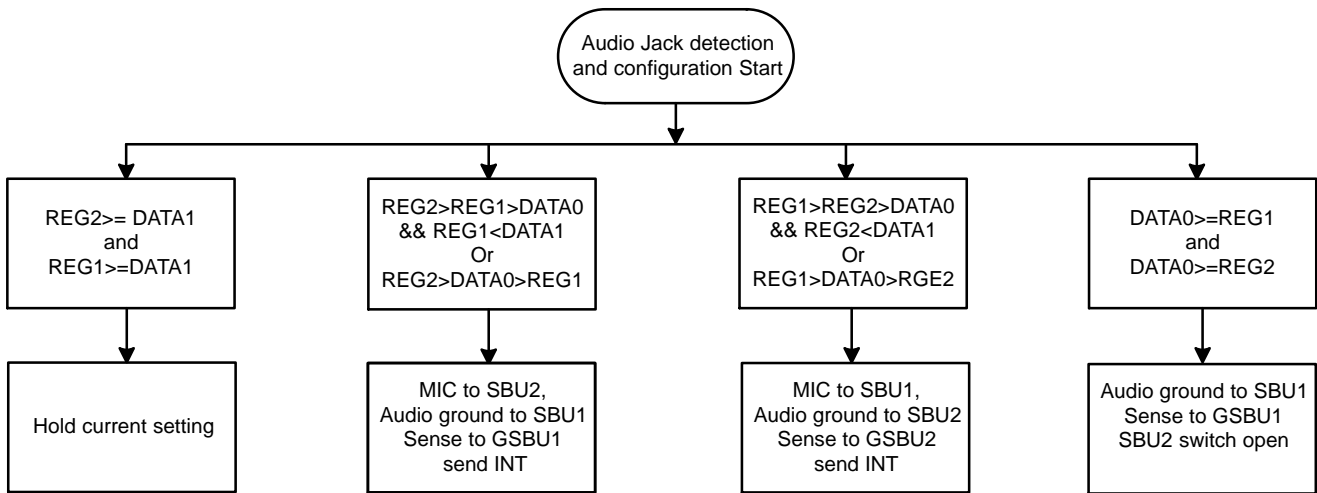 Audio Jack detection
and configuration Start
REG2>= DATA1
and
REG1>=DATA1
REG2>REG1>DATA0
&& REG1<DATA1
Or
REG2>DATA0>REG1
REG1>REG2>DATA0
&& REG2<DATA1
Or
REG1>DATA0>RGE2
DATA0>=REG1
and
DATA0>=REG2
Hold current setting
MIC to SBU2,
Audio ground to SBU1
Sense to GSBU1
send INT
MIC to SBU1,
Audio ground to SBU2
Sense to GSBU2
send INT
Audio ground to SBU1
Sense to GSBU1
SBU2 switch open